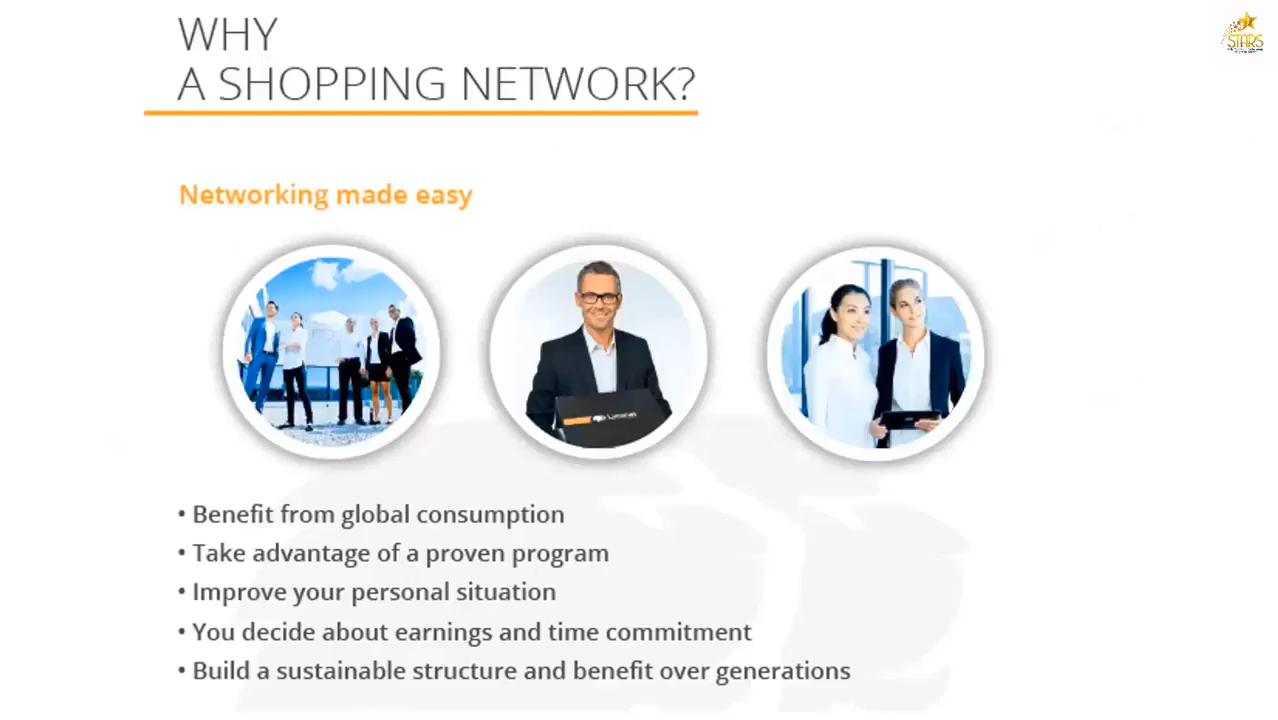 WHY
A SHOPPING NETWORK?
STARS
Networking made easy
• Benefit from global consumption
• Take advantage of a proven program
• Improve your personal situation
• You decide about earnings and time commitment
• Build a sustainable structure and benefit over generations